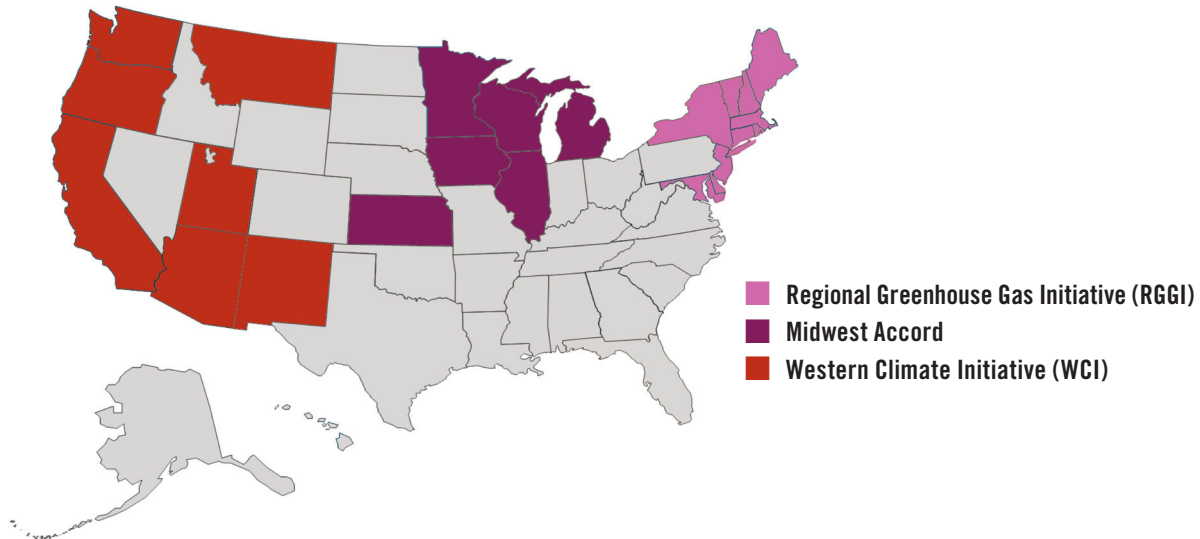 Regional Greenhouse Gas Initiative (RGGI)
Midwest Accord
Western Climate Initiative (WCI)